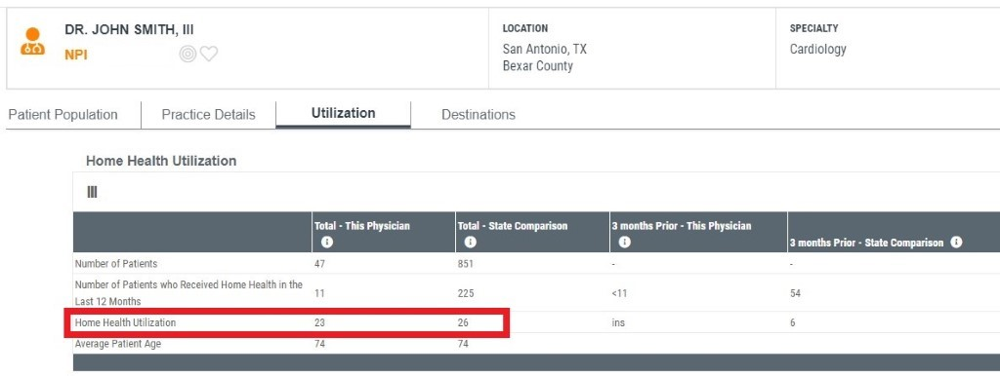 DR. JOHN SMITH, III
NPI
LOCATION
San Antonio, TX
Bexar County
SPECIALTY
Cardiology
Patient Population
Practice Details
Utilization
Destinations
Home Health Utilization
Total - This Physician
Total - State Comparison
3 months Prior - This Physician
3 months Prior - State Comparison
Number of Patients 47 851 - -
Number of Patients who Received Home Health in the
Last 12 Months 11 225 <11 54
Home Health Utilization 23 26 ins 6
Average Patient Age 74 74